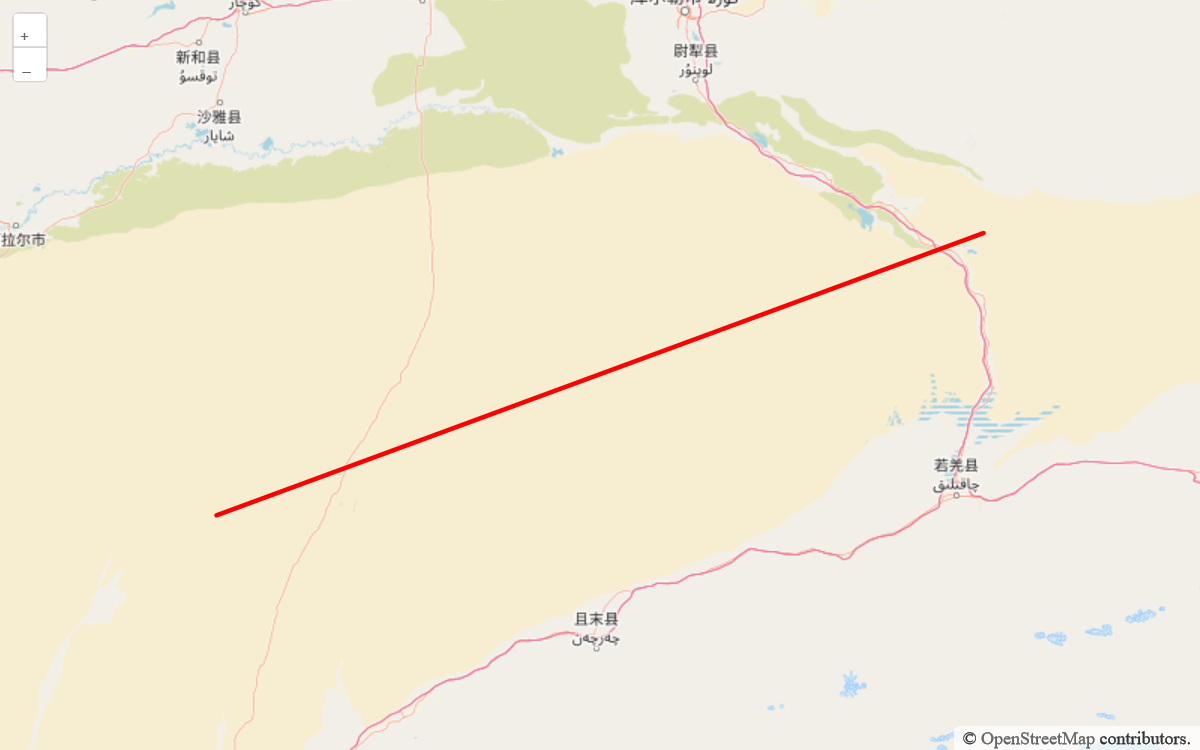 +
−
新和县
توقسۇ
沙雅县
شايار
尉犁县
لوپنۇر
拉尔市
若羌县
چاقىلىق
且末县
چەرچەن
© OpenStreetMap contributors.